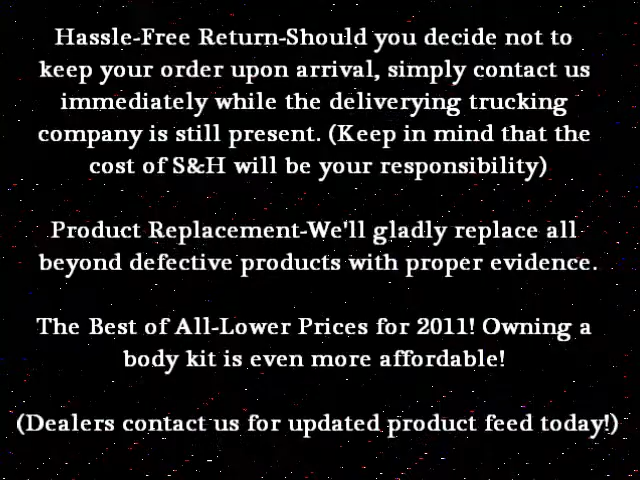 Hassle-Free Return-Should you decide not to
keep your order upon arrival, simply contact us
immediately while the deliverying trucking
company is still present. (Keep in mind that the
cost of S&H will be your responsibility)
Product Replacement-We'll gladly replace all
beyond defective products with proper evidence.
The Best of All-Lower Prices for 2011! Owning a
body kit is even more affordable!
(Dealers contact us for updated product feed today!)